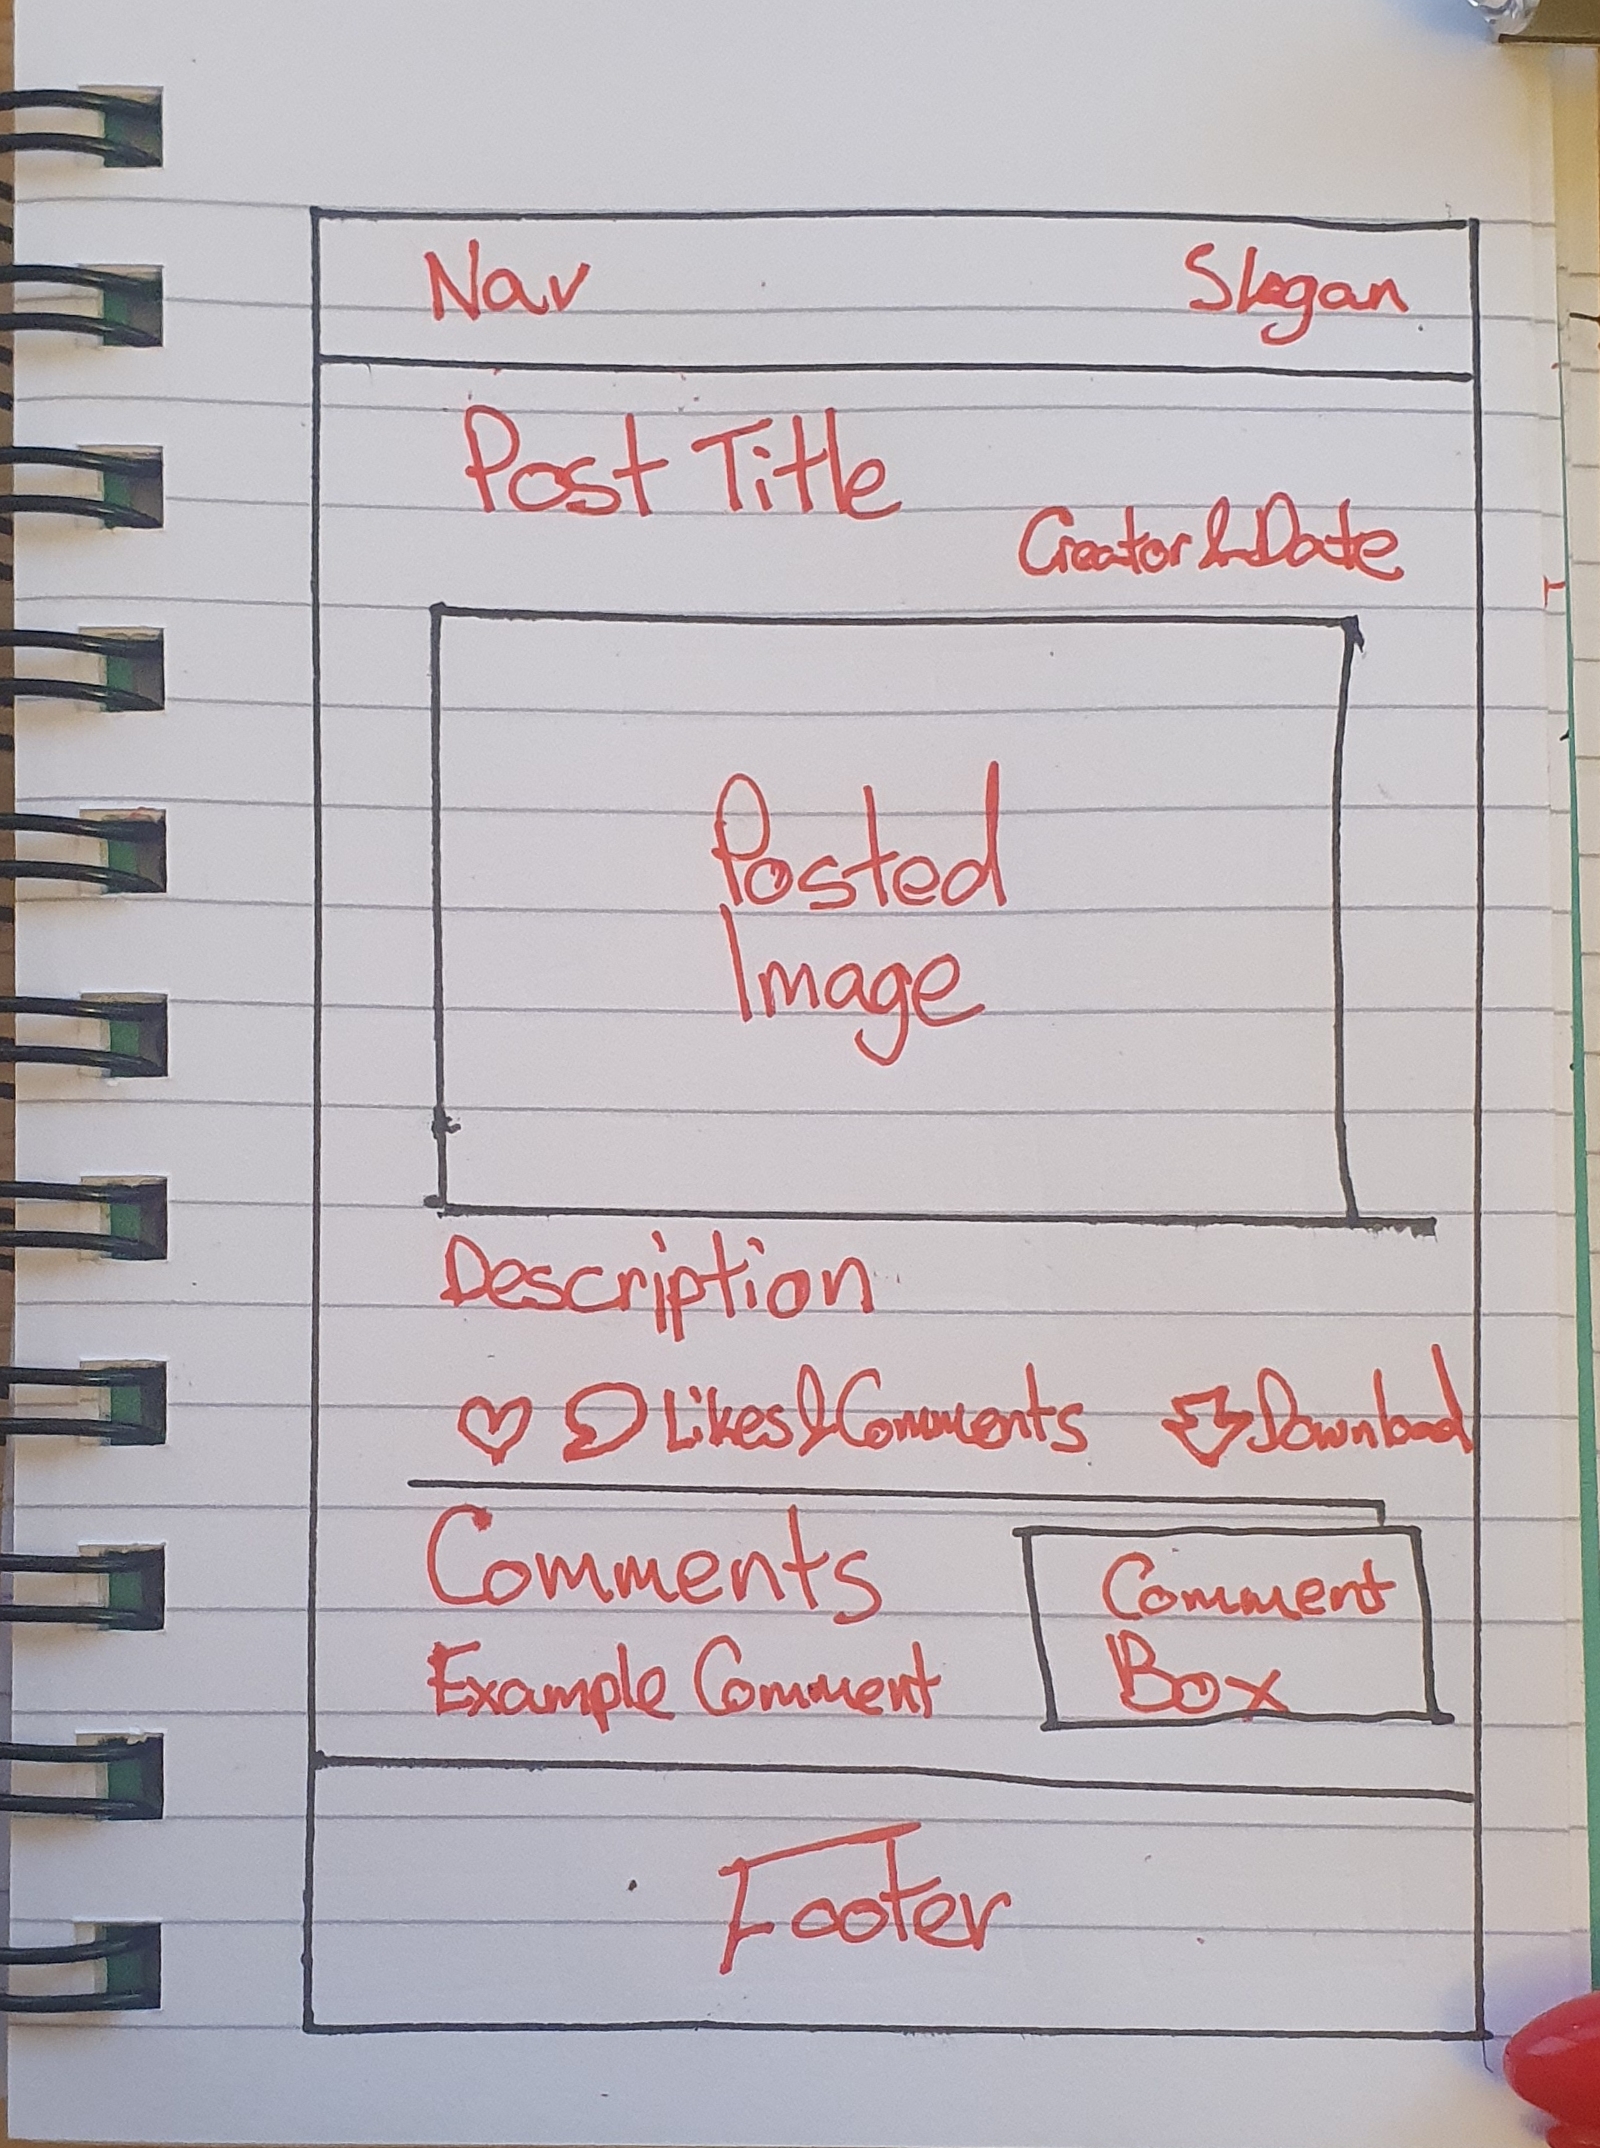 Nav Slogan
Post Title
Creator & Date
Posted
Image
Description
Likes & Comments Download
Comments
Example Comment
Comment
Box
Footer